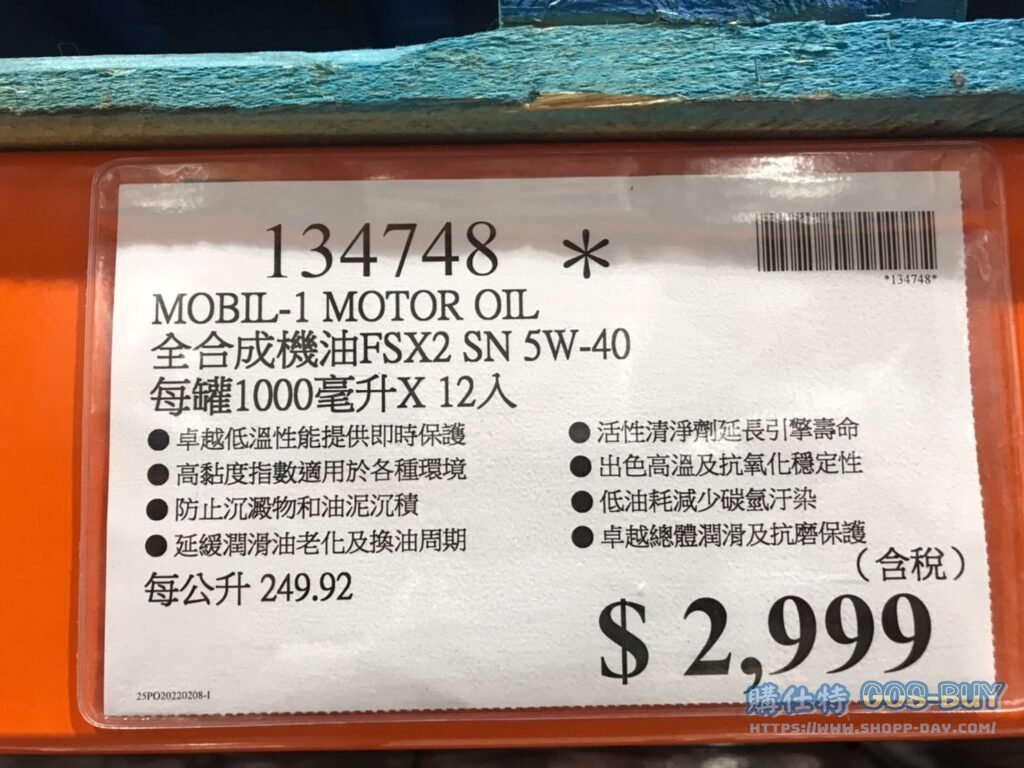 134748 *
*134748*
MOBIL-1 MOTOR OIL
全合成機油FSX2 SN 5W-40
每罐1000毫升X 12入
●卓越低溫性能提供即時保護
●高黏度指數適用於各種環境
●防止沉澱物和油泥沉積
●延緩潤滑油老化及換油周期
●活性清淨劑延長引擎壽命
●出色高溫及抗氧化穩定性
●低油耗減少碳氫汙染
●卓越總體潤滑及抗磨保護
每公升 249.92
（含稅）
$ 2,999
25PO20220208-1
購仕特 GOS-BUY
HTTPS://WWW.SHOPP-DAY.COM/